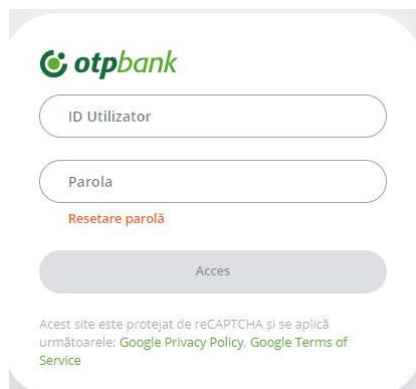 otpbank
ID Utilizator
Parola
Resetare parolă
Acces
Acest site este protejat de reCAPTCHA și se aplică
următoarele: Google Privacy Policy, Google Terms of
Service